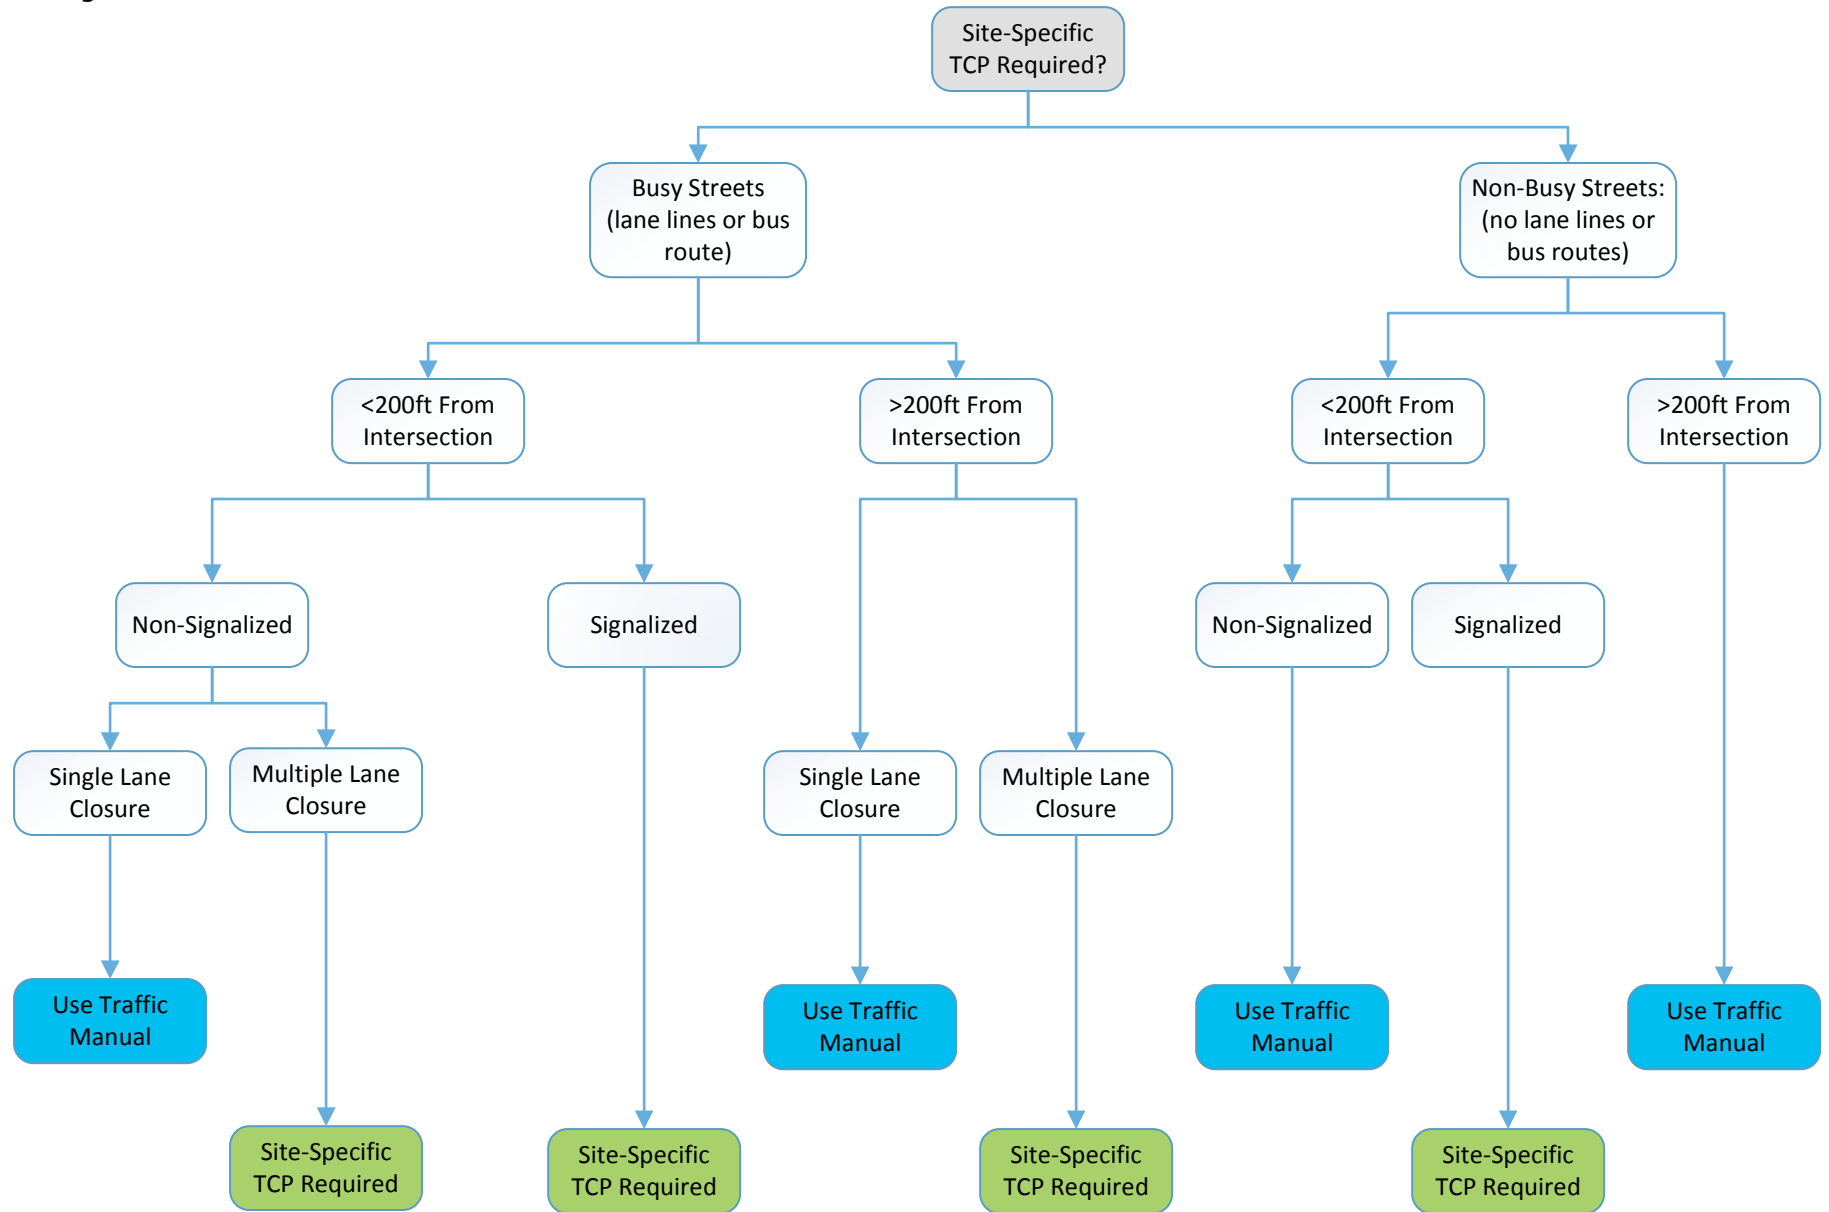 Site-Specific
TCP Required?
Busy Streets
(lane lines or bus
route)
Non-Busy Streets:
(no lane lines or
bus routes)
<200ft From
Intersection
>200ft From
Intersection
<200ft From
Intersection
>200ft From
Intersection
Non-Signalized
Signalized
Non-Signalized
Signalized
Single Lane
Closure
Multiple Lane
Closure
Single Lane
Closure
Multiple Lane
Closure
Use Traffic
Manual
Use Traffic
Manual
Use Traffic
Manual
Use Traffic
Manual
Site-Specific
TCP Required
Site-Specific
TCP Required
Site-Specific
TCP Required
Site-Specific
TCP Required